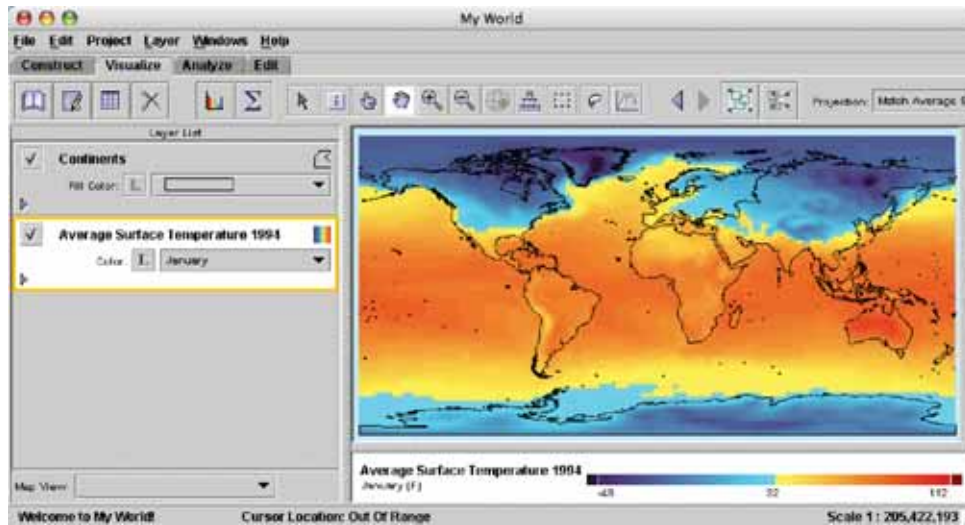 My World
File Edit Project Layer Windows Help
Construct Visualize Analyze Edit
Projection: Match Average
Layer List
Continents
Fill Color: L
Average Surface Temperature 1994
Color: L January
Map View:
Average Surface Temperature 1994
January (F)
-48 32 112
Welcome to My World! Cursor Location: Out Of Range Scale 1 : 205,422,193